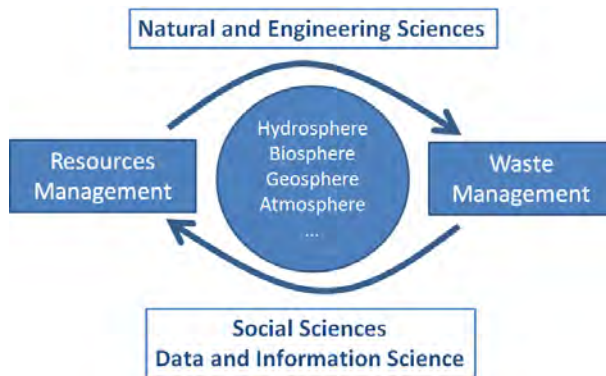 Natural and Engineering Sciences
Resources
Management
Hydrosphere
Biosphere
Geosphere
Atmosphere
...
Waste
Management
Social Sciences
Data and Information Science